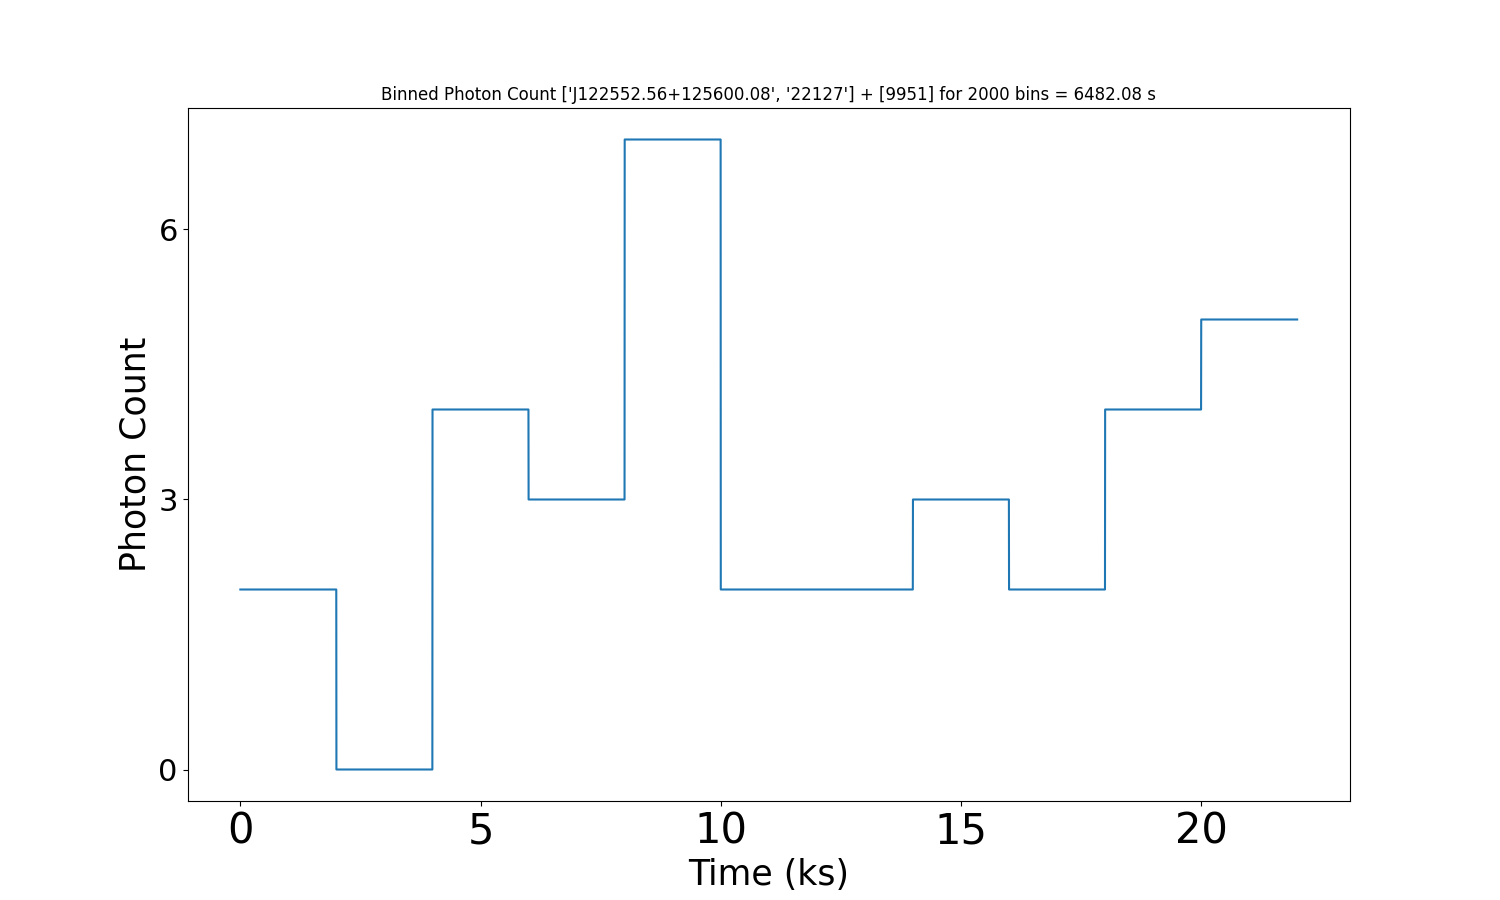 Binned Photon Count ['J122552.56+125600.08', '22127'] + [9951] for 2000 bins = 6482.08 s
Photon Count
6
3
0
0 5 10 15 20
Time (ks)